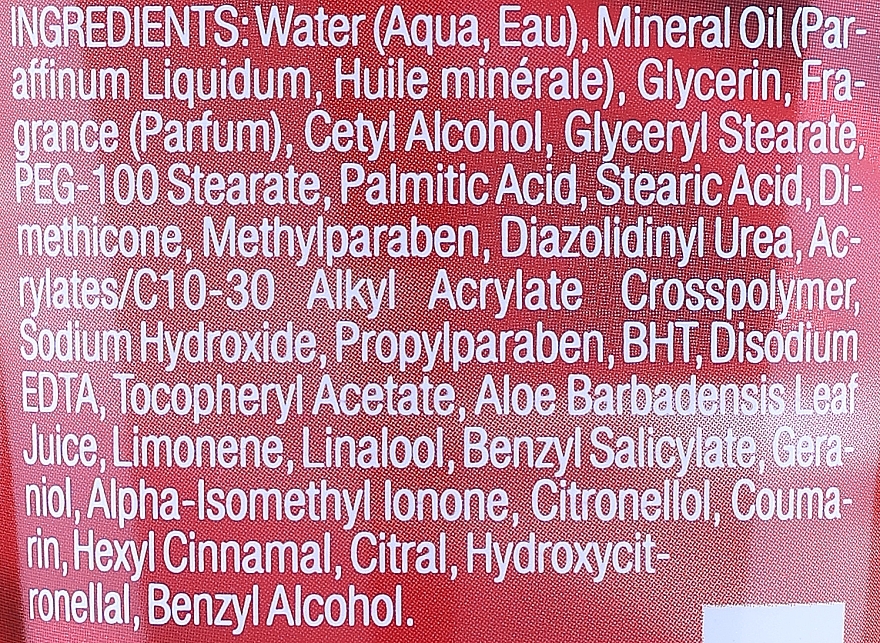 INGREDIENTS: Water (Aqua, Eau), Mineral Oil (Par-
affinum Liquidum, Huile minérale), Glycerin, Fra-
grance (Parfum), Cetyl Alcohol, Glyceryl Stearate,
PEG-100 Stearate, Palmitic Acid, Stearic Acid, Di-
methicone, Methylparaben, Diazolidinyl Urea, Ac-
rylates/C10-30 Alkyl Acrylate Crosspolymer,
Sodium Hydroxide, Propylparaben, BHT, Disodium
EDTA, Tocopheryl Acetate, Aloe Barbadensis Leaf
Juice, Limonene, Linalool, Benzyl Salicylate, Gera-
niol, Alpha-Isomethyl Ionone, Citronellol, Couma-
rin, Hexyl Cinnamal, Citral, Hydroxycit-
ronellal, Benzyl Alcohol.